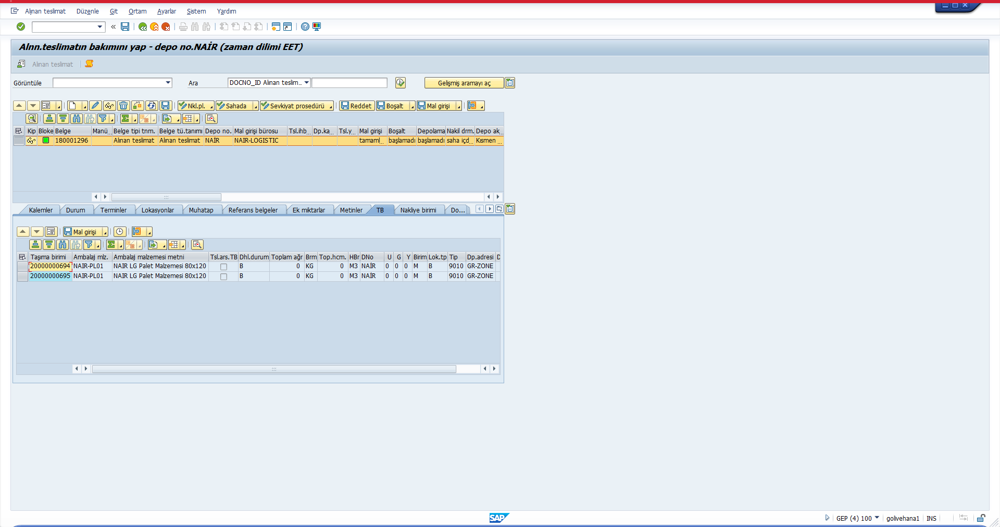 Alınan teslimat Düzenle Git Ortam Ayarlar Sistem Yardım
Alnn.teslimatın bakımını yap - depo no.NAİR (zaman dilimi EET)
Alınan teslimat
Görüntüle Ara DOCNO_ID Alınan teslim... Gelişmiş aramayı aç
Nkl.pl. Sahada Sevkiyat prosedürü Reddet Boşalt Mal girişi
Kip Bloke Belge Manü... Belge tipi tnm. Belge tü.tanımı Depo no. Mal girişi bürosu Tsl.ihb... Dp.ka... Tsl.y... Mal girişi Boşalt Depolama Nakil drm. Depo ak...
180001296 Alınan teslimat Alınan teslimat NAİR NAIR-LOGISTIC tamaml... başlamadı başlamadı saha içd... Kısmen ...
Kalemler Durum Terminler Lokasyonlar Muhatap Referans belgeler Ek miktarlar Metinler TB Nakliye birimi Do...
Mal girişi
Taşıma birimi Ambalaj mlz. Ambalaj malzemesi metni Tsl.ars.TB Dhl.durum Toplam ağr Brm Top.hcm. HBr DNo U G Y Birim Lok.tp Tip Dp.adresi D
20000000694 NAIR-PL01 NAIR LG Palet Malzemesi 80x120 B 0 KG 0 M3 NAİR 0 0 0 M B 9010 GR-ZONE
20000000695 NAIR-PL01 NAIR LG Palet Malzemesi 80x120 B 0 KG 0 M3 NAİR 0 0 0 M B 9010 GR-ZONE
SAP GEP (4) 100 golivehana1 INS